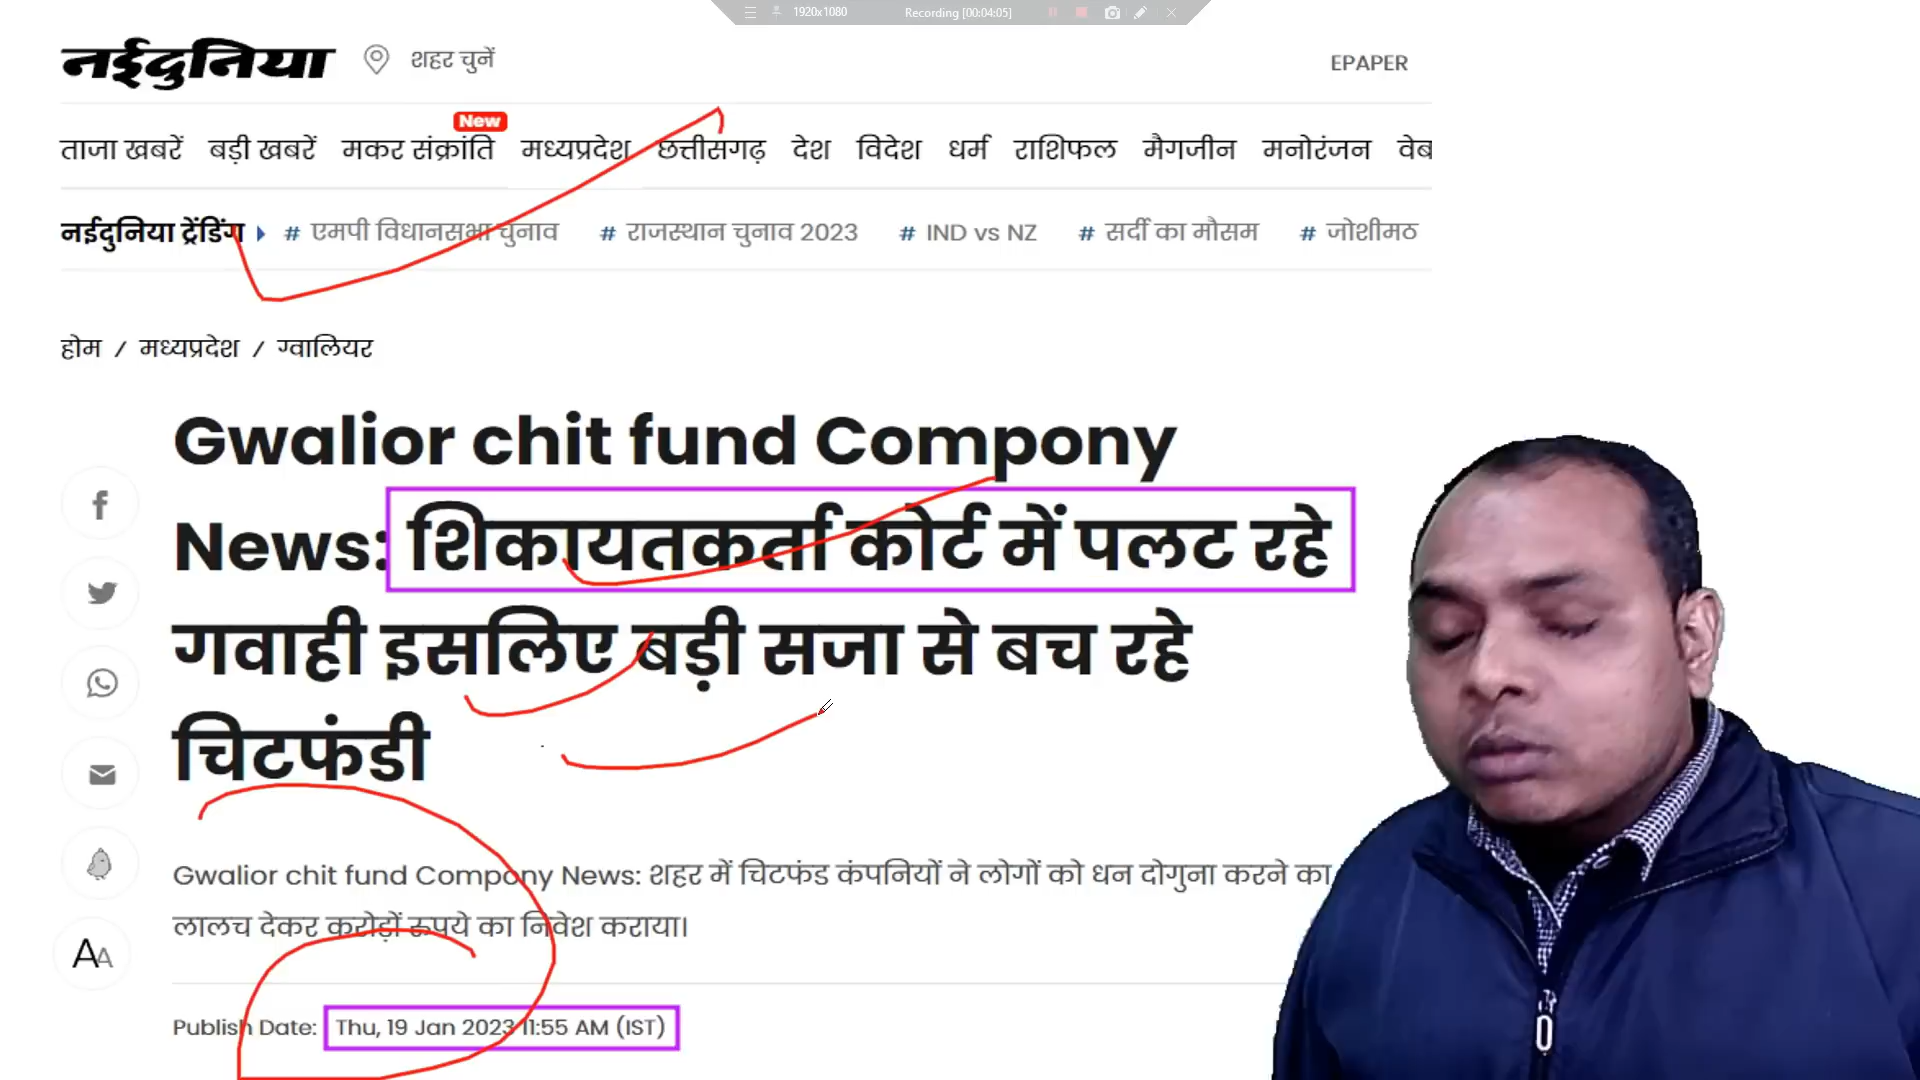 1920x1080 Recording [00:04:05]
नईदुनिया शहर चुनें EPAPER
New
ताजा खबरें बड़ी खबरें मकर संक्रांति मध्यप्रदेश छत्तीसगढ़ देश विदेश धर्म राशिफल मैगजीन मनोरंजन वेब
नईदुनिया ट्रेंडिंग # एमपी विधानसभा चुनाव # राजस्थान चुनाव 2023 # IND vs NZ # सर्दी का मौसम # जोशीमठ
होम / मध्यप्रदेश / ग्वालियर
Gwalior chit fund Compony
News: शिकायतकर्ता कोर्ट में पलट रहे
गवाही इसलिए बड़ी सजा से बच रहे
चिटफंडी
Gwalior chit fund Compony News: शहर में चिटफंड कंपनियों ने लोगों को धन दोगुना करने का
लालच देकर करोड़ों रुपये का निवेश कराया।
AA
Publish Date: Thu, 19 Jan 2023 11:55 AM (IST)